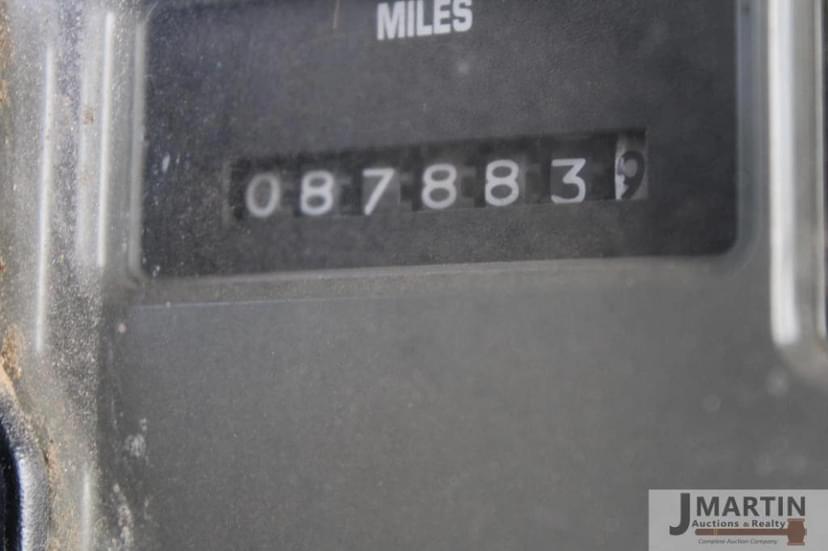 MILES
0878839
J MARTIN
Auctions & Realty
Complete Auction Company